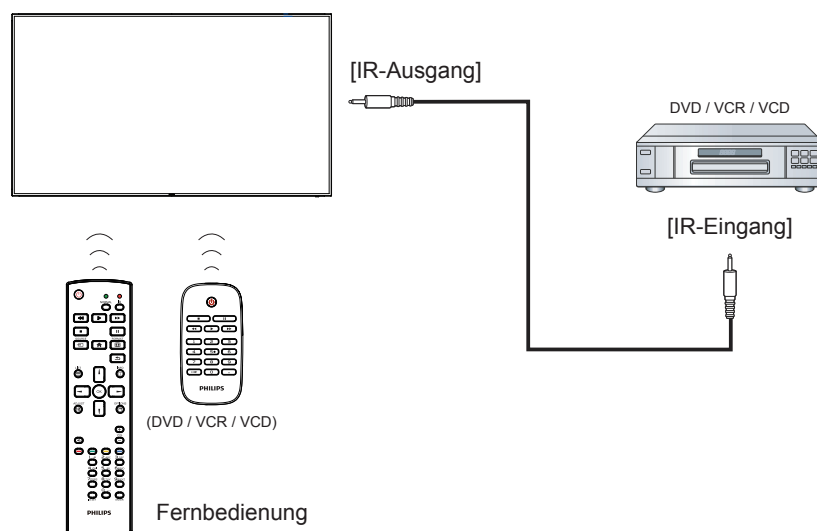 [IR-Ausgang]
DVD / VCR / VCD
[IR-Eingang]
PHILIPS
(DVD / VCR / VCD)
PHILIPS
Fernbedienung